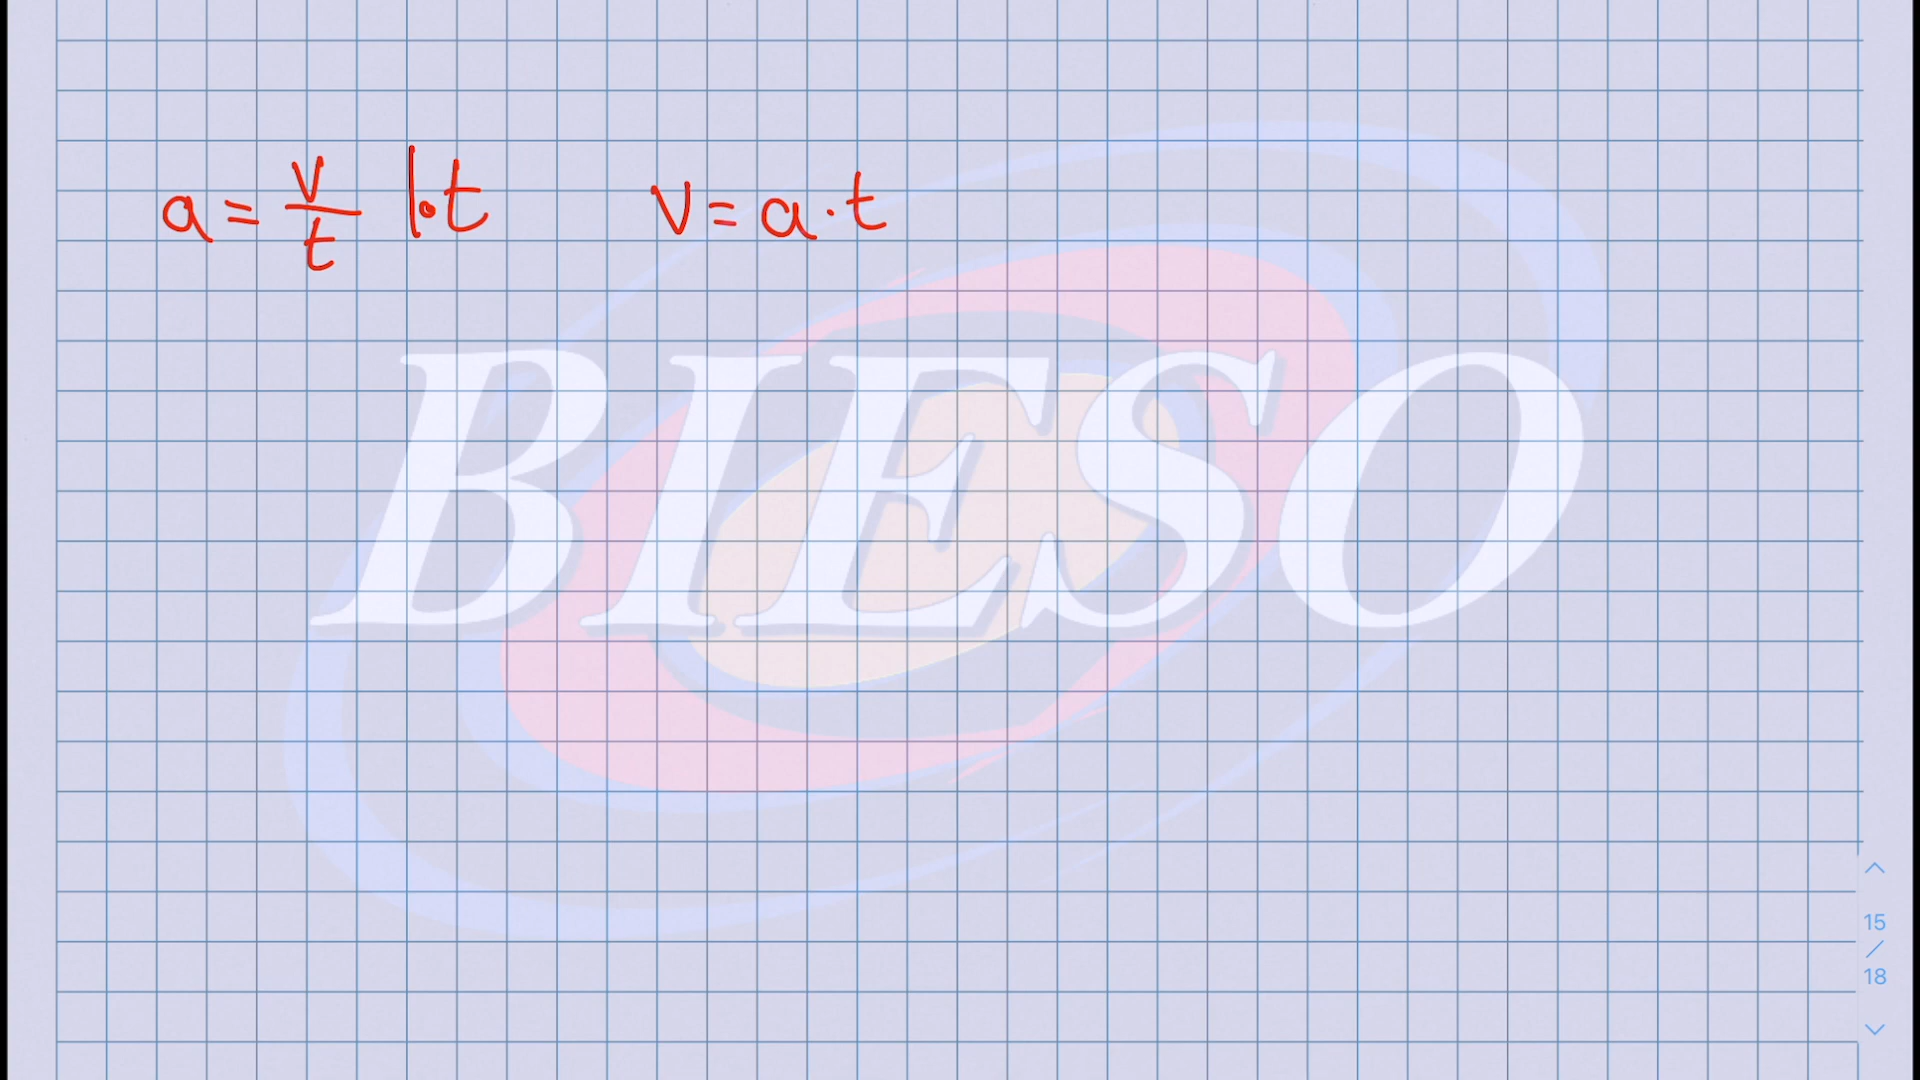 a = v/t |·t v = a·t
BIESO
15
/
18